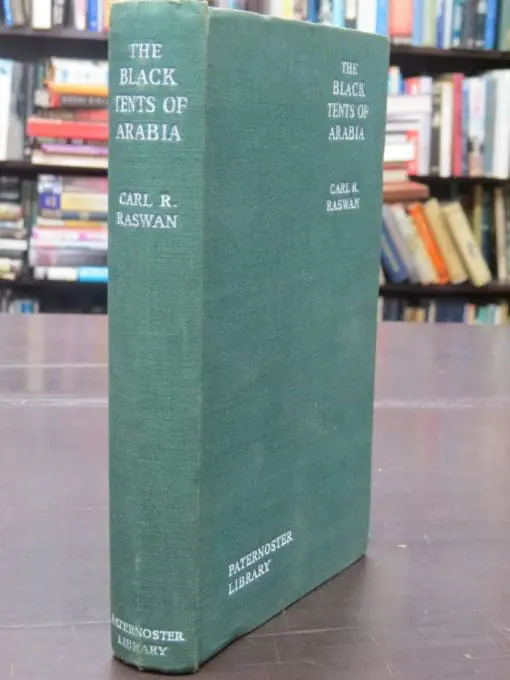 THE
BLACK
TENTS OF
ARABIA
CARL R.
RASWAN
PATERNOSTER
LIBRARY
THE
BLACK
TENTS OF
ARABIA
CARL R.
RASWAN
PATERNOSTER
LIBRARY